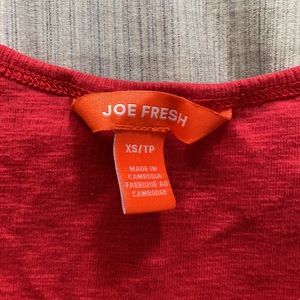 JOE FRESH
XS/TP
MADE IN
CAMBODIA
FABRIQUÉ AU
CAMBODGE